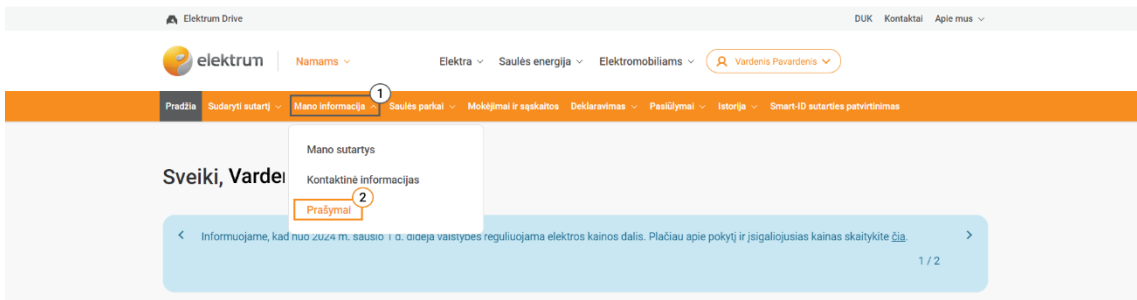 Elektrum Drive DUK Kontaktai Apie mus
elektrum Namams Elektra Saulės energija Elektromobiliams Vardenis Pavardenis
1
Pradžia Sudaryti sutartį Mano informacija Saulės parkai Mokėjimai ir sąskaitos Deklaravimas Pasiūlymai Istorija Smart-ID sutarties patvirtinimas
Mano sutartys
Sveiki, Varde
Kontaktinė informacijas
2
Prašymai
Informuojame, kad nuo 2024 m. sausio 1 d. didėja valstybės reguliuojama elektros kainos dalis. Plačiau apie pokytį ir įsigaliojusias kainas skaitykite čia.
1 / 2